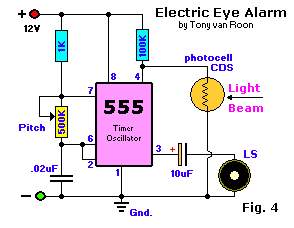 Electric Eye Alarm
by Tony van Roon
+
12V
1K
100K
photocell
CDS
8
4
7
555
Timer
Oscillator
Light
Beam
Pitch
500K
6
2
3
+
LS
.02uF
1
10uF
-
Gnd.
Fig. 4